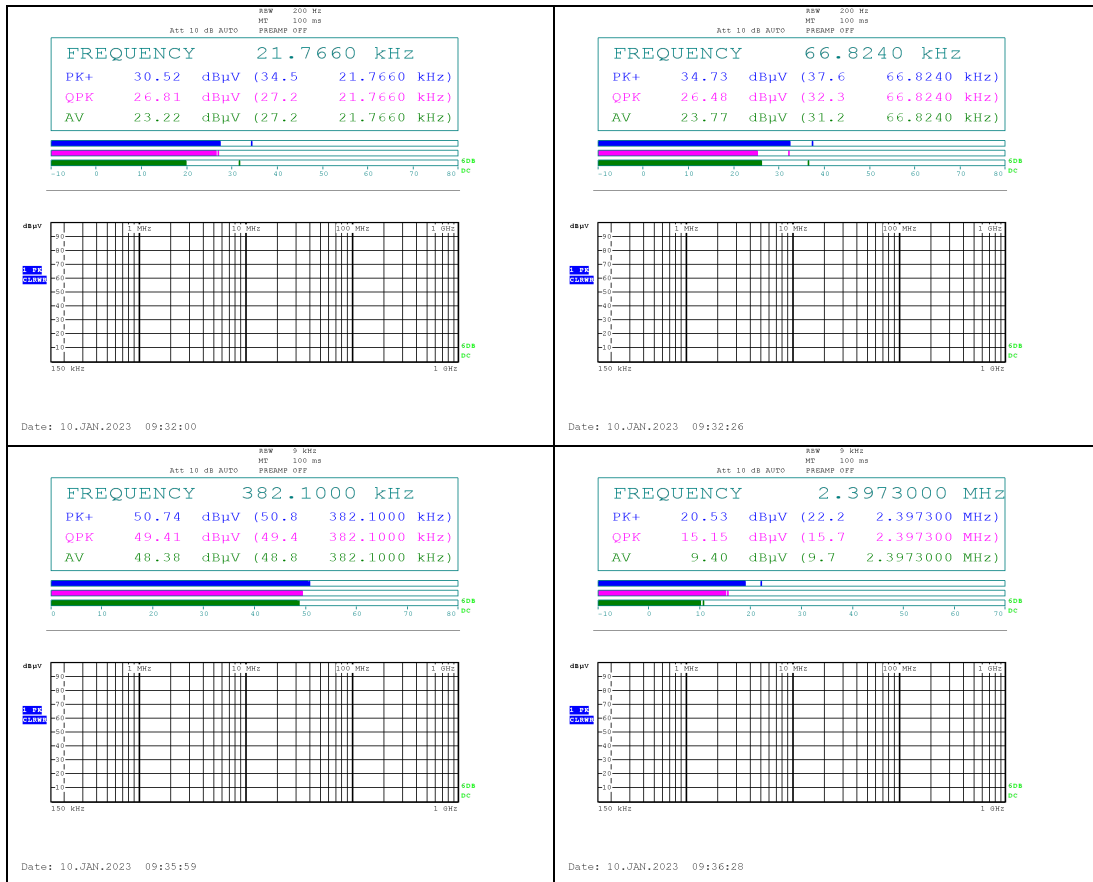 RBW 200 Hz
MT 100 ms
Att 10 dB AUTO PREAMP OFF
FREQUENCY 21.7660 kHz
PK+ 30.52 dBµV (34.5 21.7660 kHz)
QPK 26.81 dBµV (27.2 21.7660 kHz)
AV 23.22 dBµV (27.2 21.7660 kHz)
6DB
DC
-10 0 10 20 30 40 50 60 70 80
dBµV
1 MHz 10 MHz 100 MHz 1 GHz
90
80
70
1 PK
CLRWR
60
50
40
30
20
10
6DB
DC
150 kHz 1 GHz
Date: 10.JAN.2023 09:32:00
RBW 200 Hz
MT 100 ms
Att 10 dB AUTO PREAMP OFF
FREQUENCY 66.8240 kHz
PK+ 34.73 dBµV (37.6 66.8240 kHz)
QPK 26.48 dBµV (32.3 66.8240 kHz)
AV 23.77 dBµV (31.2 66.8240 kHz)
6DB
DC
-10 0 10 20 30 40 50 60 70 80
dBµV
1 MHz 10 MHz 100 MHz 1 GHz
90
80
70
1 PK
CLRWR
60
50
40
30
20
10
6DB
DC
150 kHz 1 GHz
Date: 10.JAN.2023 09:32:26
RBW 9 kHz
MT 100 ms
Att 10 dB AUTO PREAMP OFF
FREQUENCY 382.1000 kHz
PK+ 50.74 dBµV (50.8 382.1000 kHz)
QPK 49.41 dBµV (49.4 382.1000 kHz)
AV 48.38 dBµV (48.8 382.1000 kHz)
6DB
DC
0 10 20 30 40 50 60 70 80
dBµV
1 MHz 10 MHz 100 MHz 1 GHz
90
80
70
1 PK
CLRWR
60
50
40
30
20
10
6DB
DC
150 kHz 1 GHz
Date: 10.JAN.2023 09:35:59
RBW 9 kHz
MT 100 ms
Att 10 dB AUTO PREAMP OFF
FREQUENCY 2.3973000 MHz
PK+ 20.53 dBµV (22.2 2.397300 MHz)
QPK 15.15 dBµV (15.7 2.397300 MHz)
AV 9.40 dBµV (9.7 2.3973000 MHz)
6DB
DC
-10 0 10 20 30 40 50 60 70
dBµV
1 MHz 10 MHz 100 MHz 1 GHz
90
80
70
1 PK
CLRWR
60
50
40
30
20
10
6DB
DC
150 kHz 1 GHz
Date: 10.JAN.2023 09:36:28